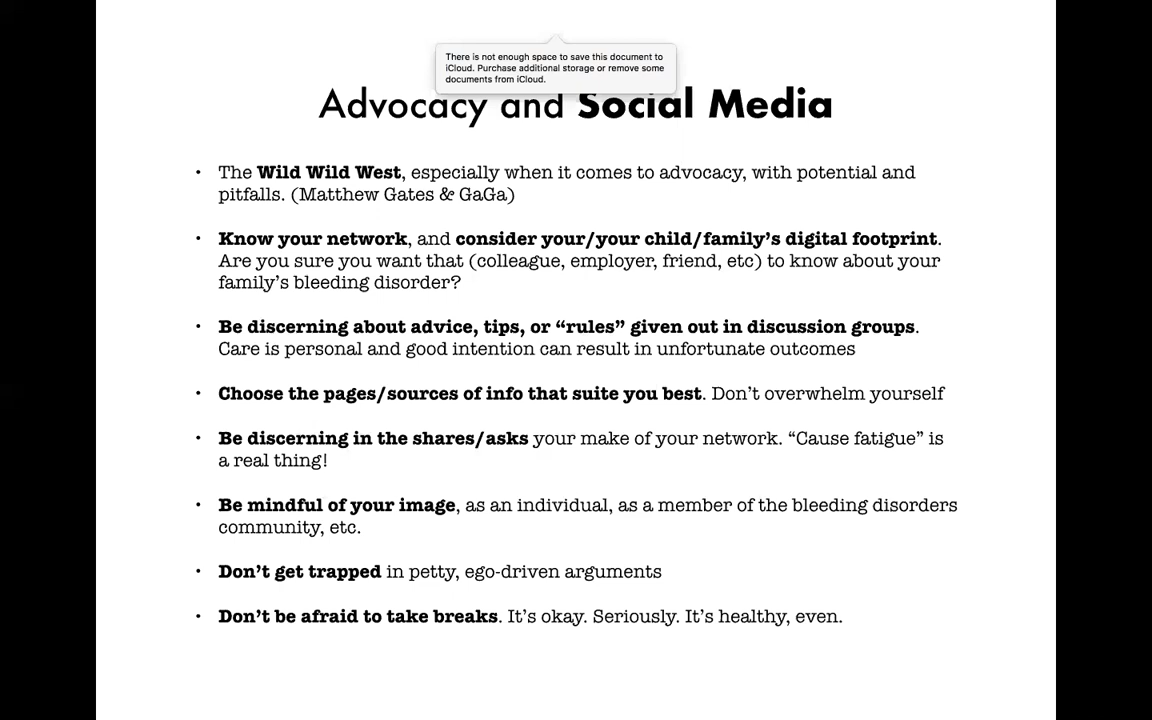 There is not enough space to save this document to
iCloud. Purchase additional storage or remove some
documents from iCloud.
Advocacy and Social Media
• The Wild Wild West, especially when it comes to advocacy, with potential and
pitfalls. (Matthew Gates & GaGa)
• Know your network, and consider your/your child/family’s digital footprint.
Are you sure you want that (colleague, employer, friend, etc) to know about your
family’s bleeding disorder?
• Be discerning about advice, tips, or “rules” given out in discussion groups.
Care is personal and good intention can result in unfortunate outcomes
• Choose the pages/sources of info that suite you best. Don’t overwhelm yourself
• Be discerning in the shares/asks your make of your network. “Cause fatigue” is
a real thing!
• Be mindful of your image, as an individual, as a member of the bleeding disorders
community, etc.
• Don’t get trapped in petty, ego-driven arguments
• Don’t be afraid to take breaks. It’s okay. Seriously. It’s healthy, even.